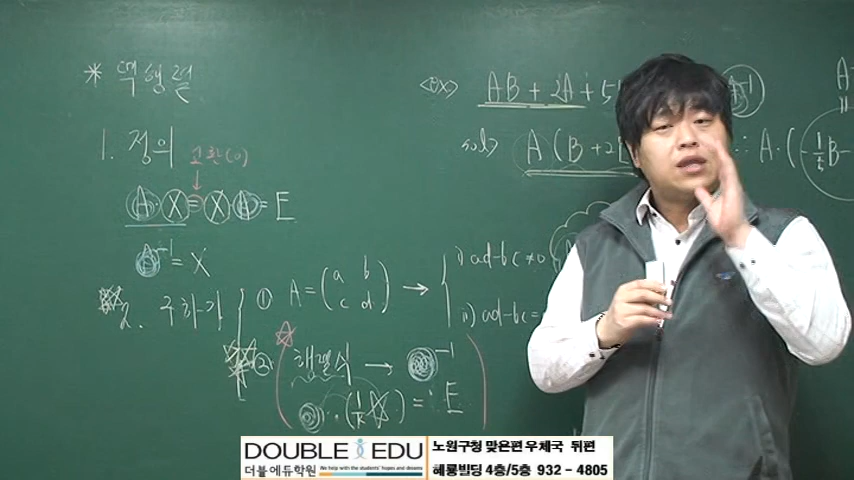 * 역행렬
1. 정의
교환(o)
A · X = X · A = E
A⁻¹ = X
2. 구하기
① A = (a b
c d) →
i) ad-bc≠0
ii) ad-bc=
② 행렬식 → ⁻¹
(1/k ☆) = E
<ex> AB + 2A + 5
sol> A(B+2
∴ A·(-1/5 B-
A=
DOUBLE EDU
더블에듀학원 We help with the students' hopes and dreams
노원구청 맞은편 우체국 뒤편
혜룡빌딩 4층/5층 932 - 4805